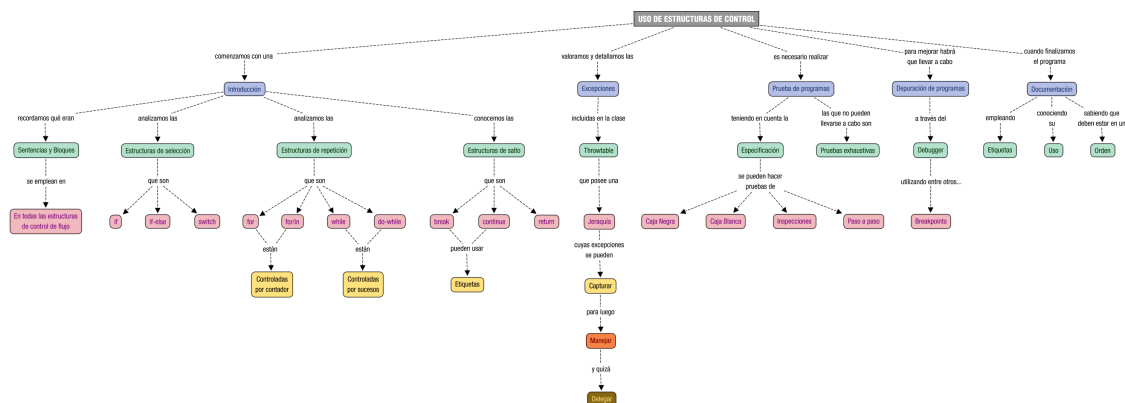 USO DE ESTRUCTURAS DE CONTROL
comenzamos con una
valoramos y detallamos las
es necesario realizar
para mejorar habrá
que llevar a cabo
cuando finalizamos
el programa
Introducción
Excepciones
Prueba de programas
Depuración de programas
Documentación
recordamos qué eran
analizamos las
analizamos las
conocemos las
incluidas en la clase
teniendo en cuenta la
las que no pueden
llevarse a cabo son
a través del
empleando
conociendo
su
sabiendo que
deben estar en un
Sentencias y Bloques
Estructuras de selección
Estructuras de repetición
Estructuras de salto
Throwtable
Especificación
Pruebas exhaustivas
Debugger
Etiquetas
Uso
Orden
se emplean en
que son
que son
que son
que posee una
se pueden hacer
pruebas de
utilizando entre otros...
En todas las estructuras
de control de flujo
if
if-else
switch
for
for/in
while
do-while
break
continue
return
Jeraquía
Caja Negra
Caja Blanca
Inspecciones
Paso a paso
Breakpoints
están
están
pueden usar
cuyas excepciones
se pueden
Controladas
por contador
Controladas
por sucesos
Etiquetas
Capturar
para luego
Manejar
y quizá
Delegar